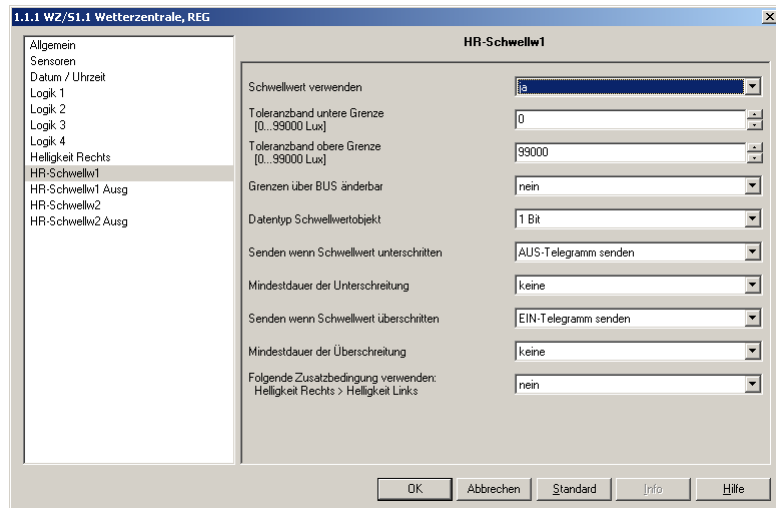 1.1.1 WZ/S1.1 Wetterzentrale, REG
Allgemein
Sensoren
Datum / Uhrzeit
Logik 1
Logik 2
Logik 3
Logik 4
Helligkeit Rechts
HR-Schwellw1
HR-Schwellw1 Ausg
HR-Schwellw2
HR-Schwellw2 Ausg
HR-Schwellw1
Schwellwert verwenden
ja
Toleranzband untere Grenze
[0...99000 Lux]
0
Toleranzband obere Grenze
[0...99000 Lux]
99000
Grenzen über BUS änderbar
nein
Datentyp Schwellwertobjekt
1 Bit
Senden wenn Schwellwert unterschritten
AUS-Telegramm senden
Mindestdauer der Unterschreitung
keine
Senden wenn Schwellwert überschritten
EIN-Telegramm senden
Mindestdauer der Überschreitung
keine
Folgende Zusatzbedingung verwenden:
Helligkeit Rechts > Helligkeit Links
nein
OK
Abbrechen
Standard
Info
Hilfe